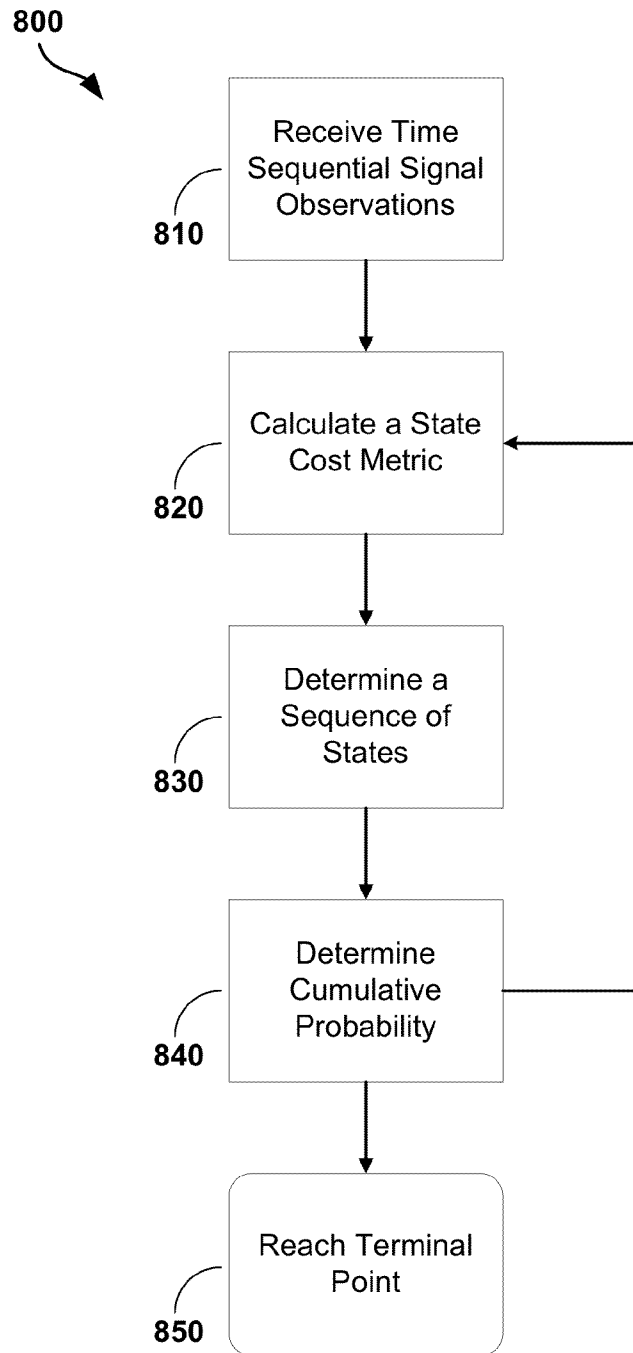 800
Receive Time
Sequential Signal
Observations
810
Calculate a State
Cost Metric
820
Determine a
Sequence of
States
830
Determine
Cumulative
Probability
840
Reach Terminal
Point
850